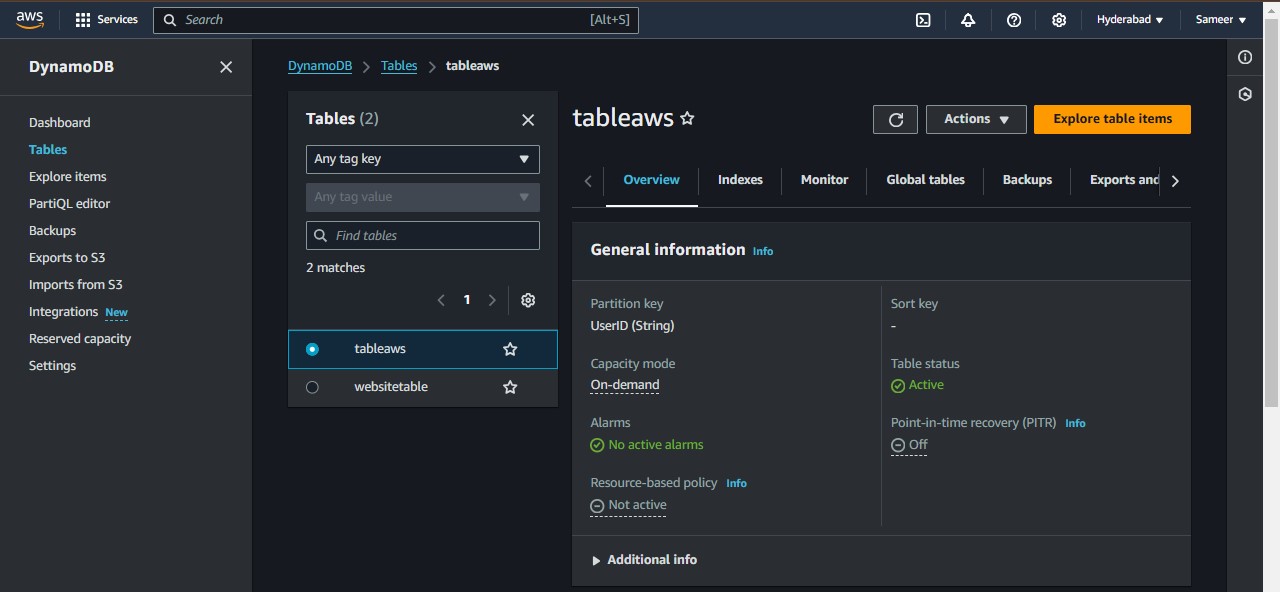 aws
Services
Search
[Alt+S]
Hyderabad
Sameer
DynamoDB
Dashboard
Tables
Explore items
PartiQL editor
Backups
Exports to S3
Imports from S3
Integrations New
Reserved capacity
Settings
DynamoDB
Tables
tableaws
Tables (2)
Any tag key
Any tag value
Find tables
2 matches
1
tableaws
websitetable
tableaws
Actions
Explore table items
Overview
Indexes
Monitor
Global tables
Backups
Exports and
General information Info
Partition key
UserID (String)
Sort key
-
Capacity mode
On-demand
Table status
Active
Alarms
No active alarms
Point-in-time recovery (PITR) Info
Off
Resource-based policy Info
Not active
Additional info